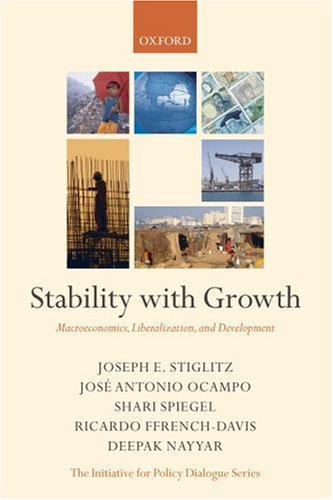 OXFORD
Stability with Growth
Macroeconomics, Liberalization, and Development
JOSEPH E. STIGLITZ
JOSÉ ANTONIO OCAMPO
SHARI SPIEGEL
RICARDO FFRENCH-DAVIS
DEEPAK NAYYAR
The Initiative for Policy Dialogue Series